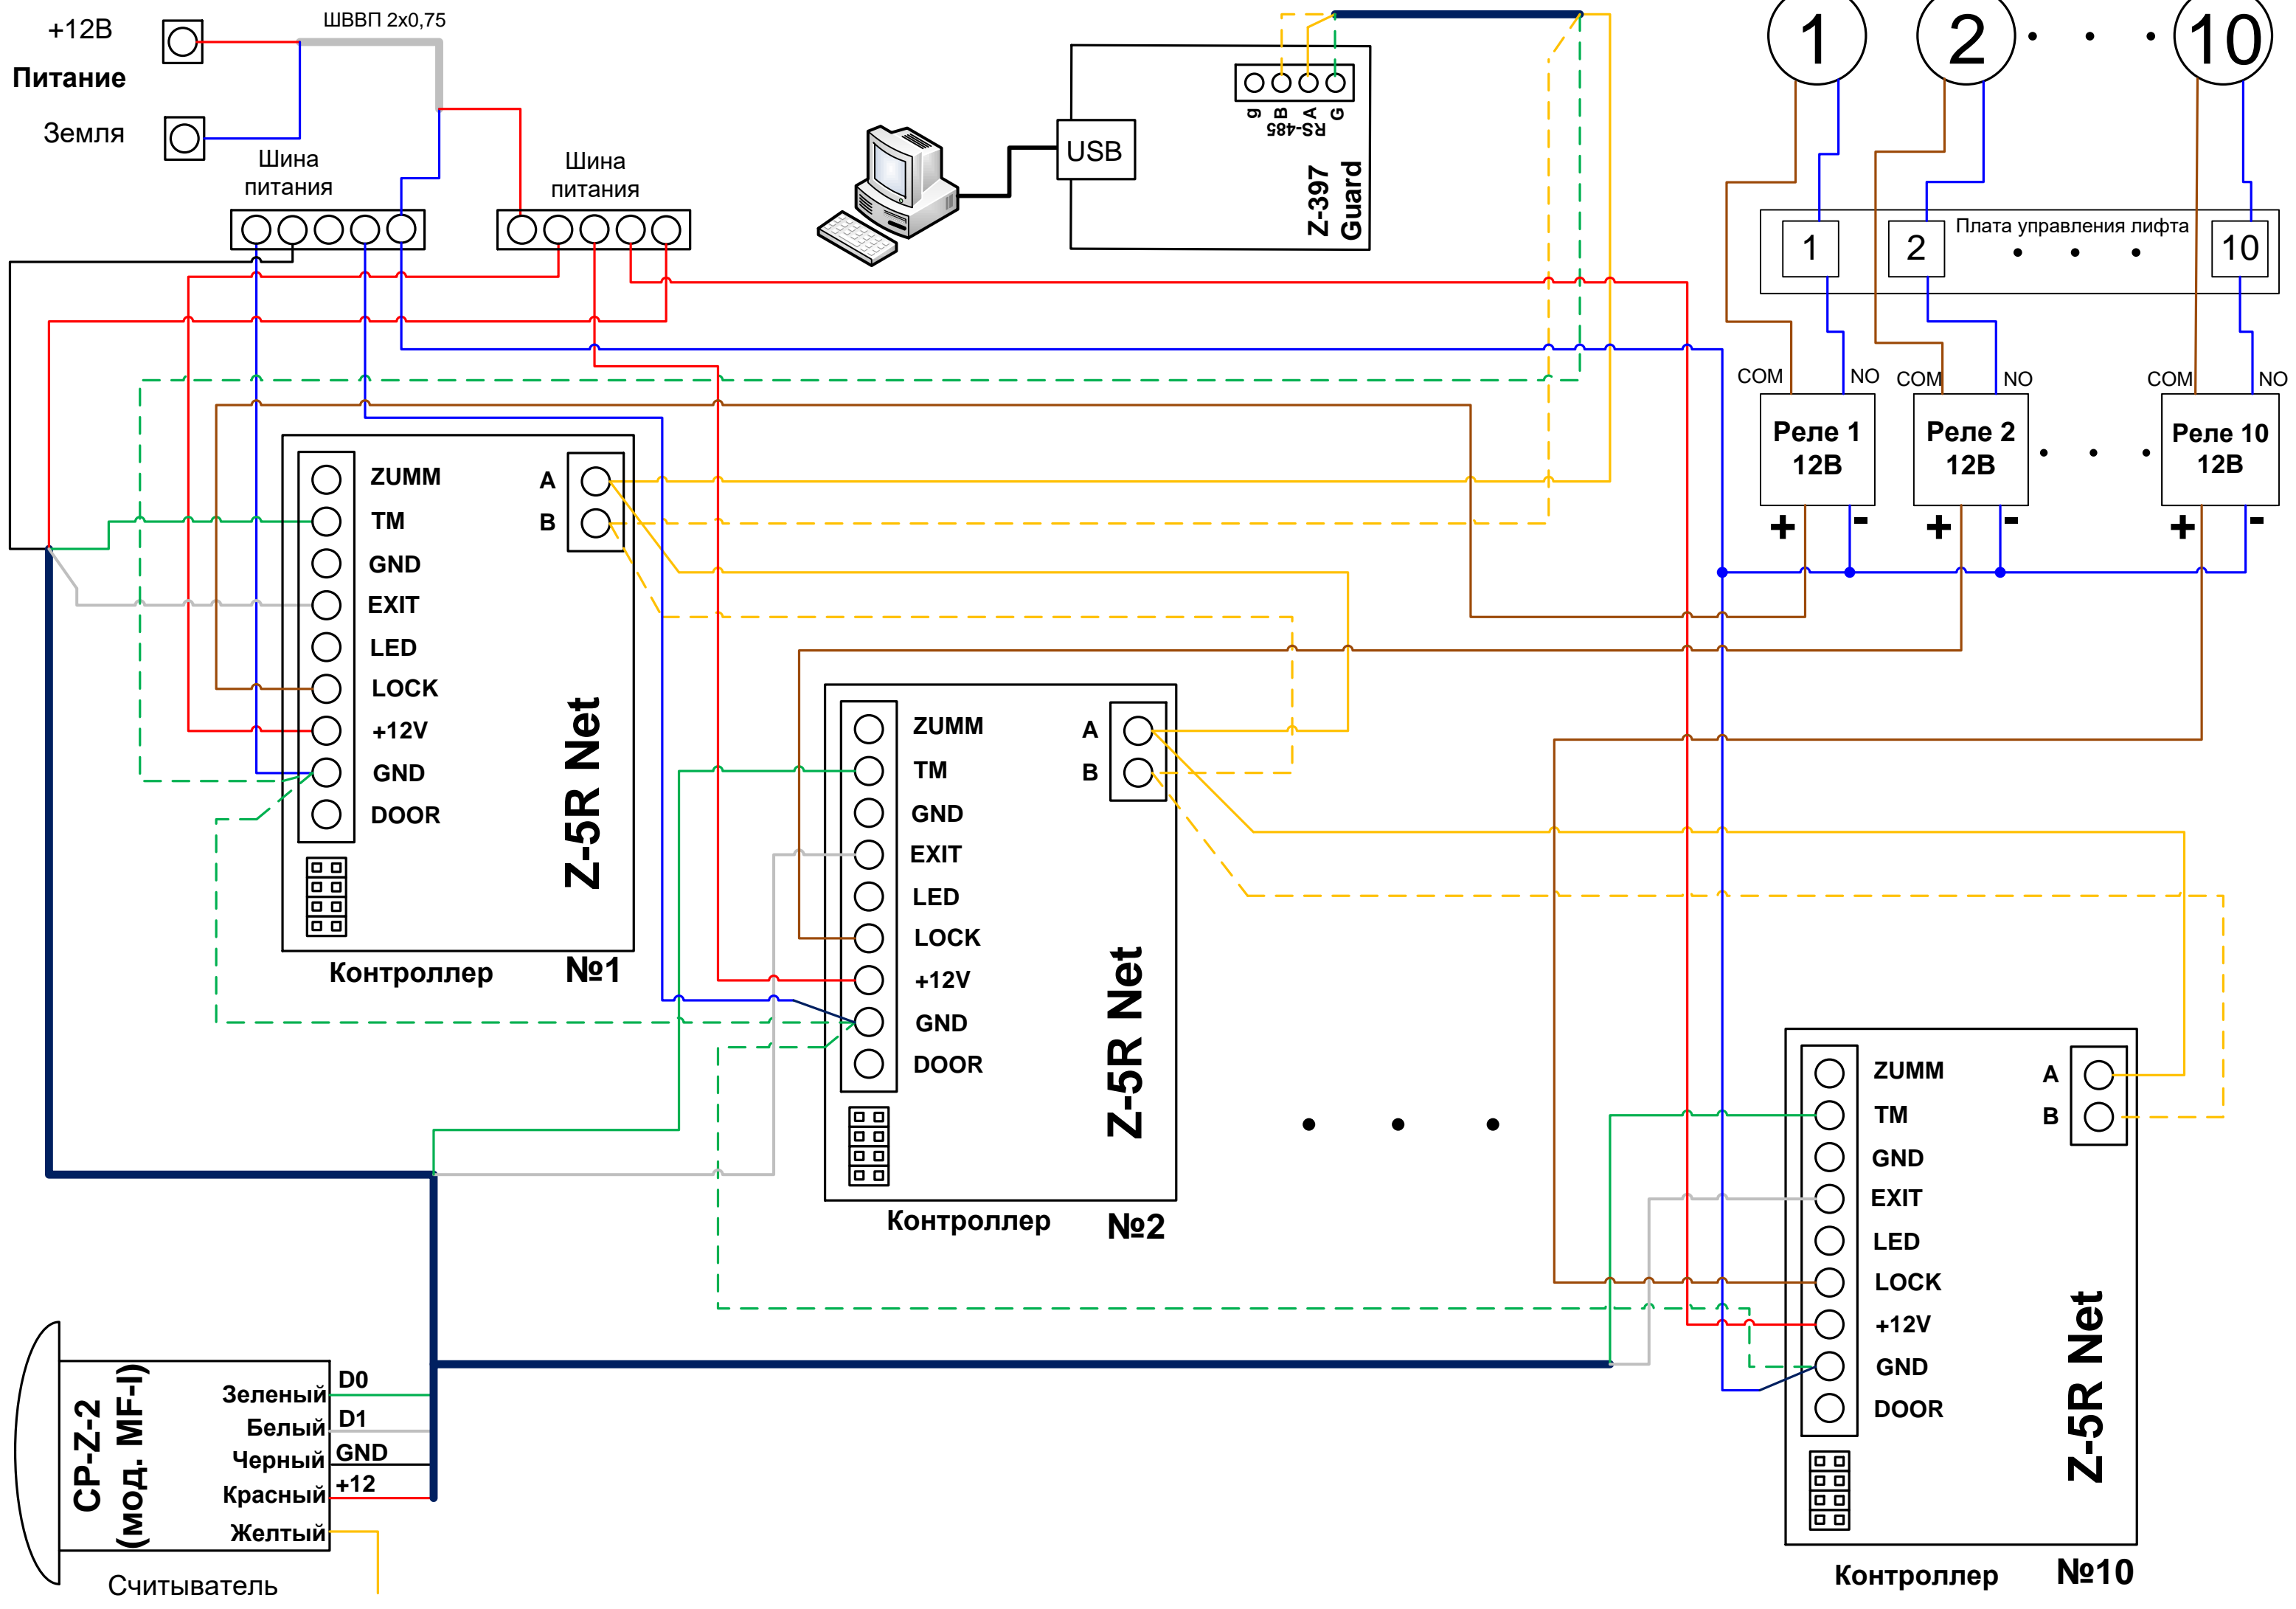 +12В
Питание
Земля
ШВВП 2x0,75
Шина
питания
Шина
питания
USB
g B A G
RS-485
Z-397
Guard
1
2
10
Плата управления лифта
1
2
10
COM
NO
COM
NO
COM
NO
Реле 1
12В
Реле 2
12В
Реле 10
12В
+
-
+
-
+
-
ZUMM
TM
GND
EXIT
LED
LOCK
+12V
GND
DOOR
A
B
Z-5R Net
Контроллер
№1
ZUMM
TM
GND
EXIT
LED
LOCK
+12V
GND
DOOR
A
B
Z-5R Net
Контроллер
№2
ZUMM
TM
GND
EXIT
LED
LOCK
+12V
GND
DOOR
A
B
Z-5R Net
Контроллер
№10
CP-Z-2
(мод. MF-I)
Зеленый D0
Белый D1
Черный GND
Красный +12
Желтый
Считыватель